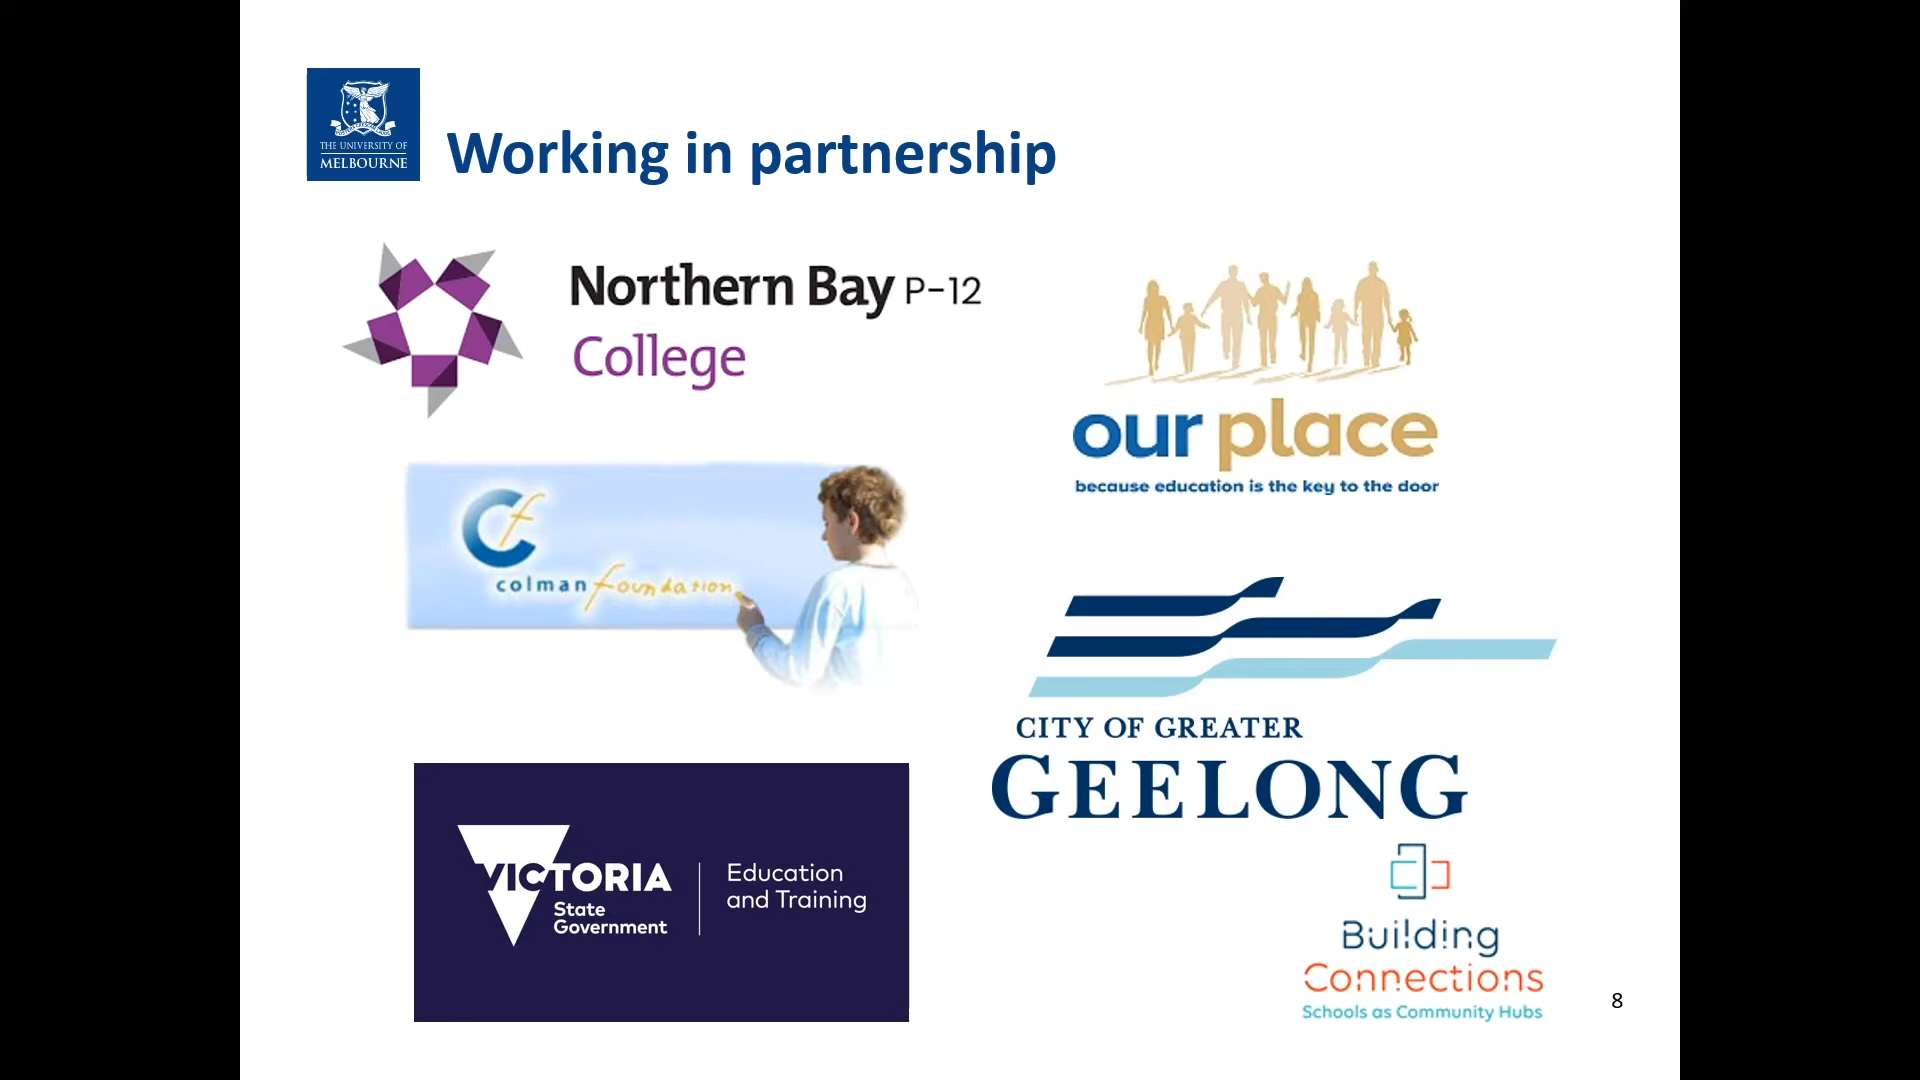 THE UNIVERSITY OF
MELBOURNE
Working in partnership
Northern Bay P-12
College
our place
because education is the key to the door
Cf
colman foundation
CITY OF GREATER
GEELONG
VICTORIA
State
Government
Education
and Training
Building
Connections
Schools as Community Hubs
8